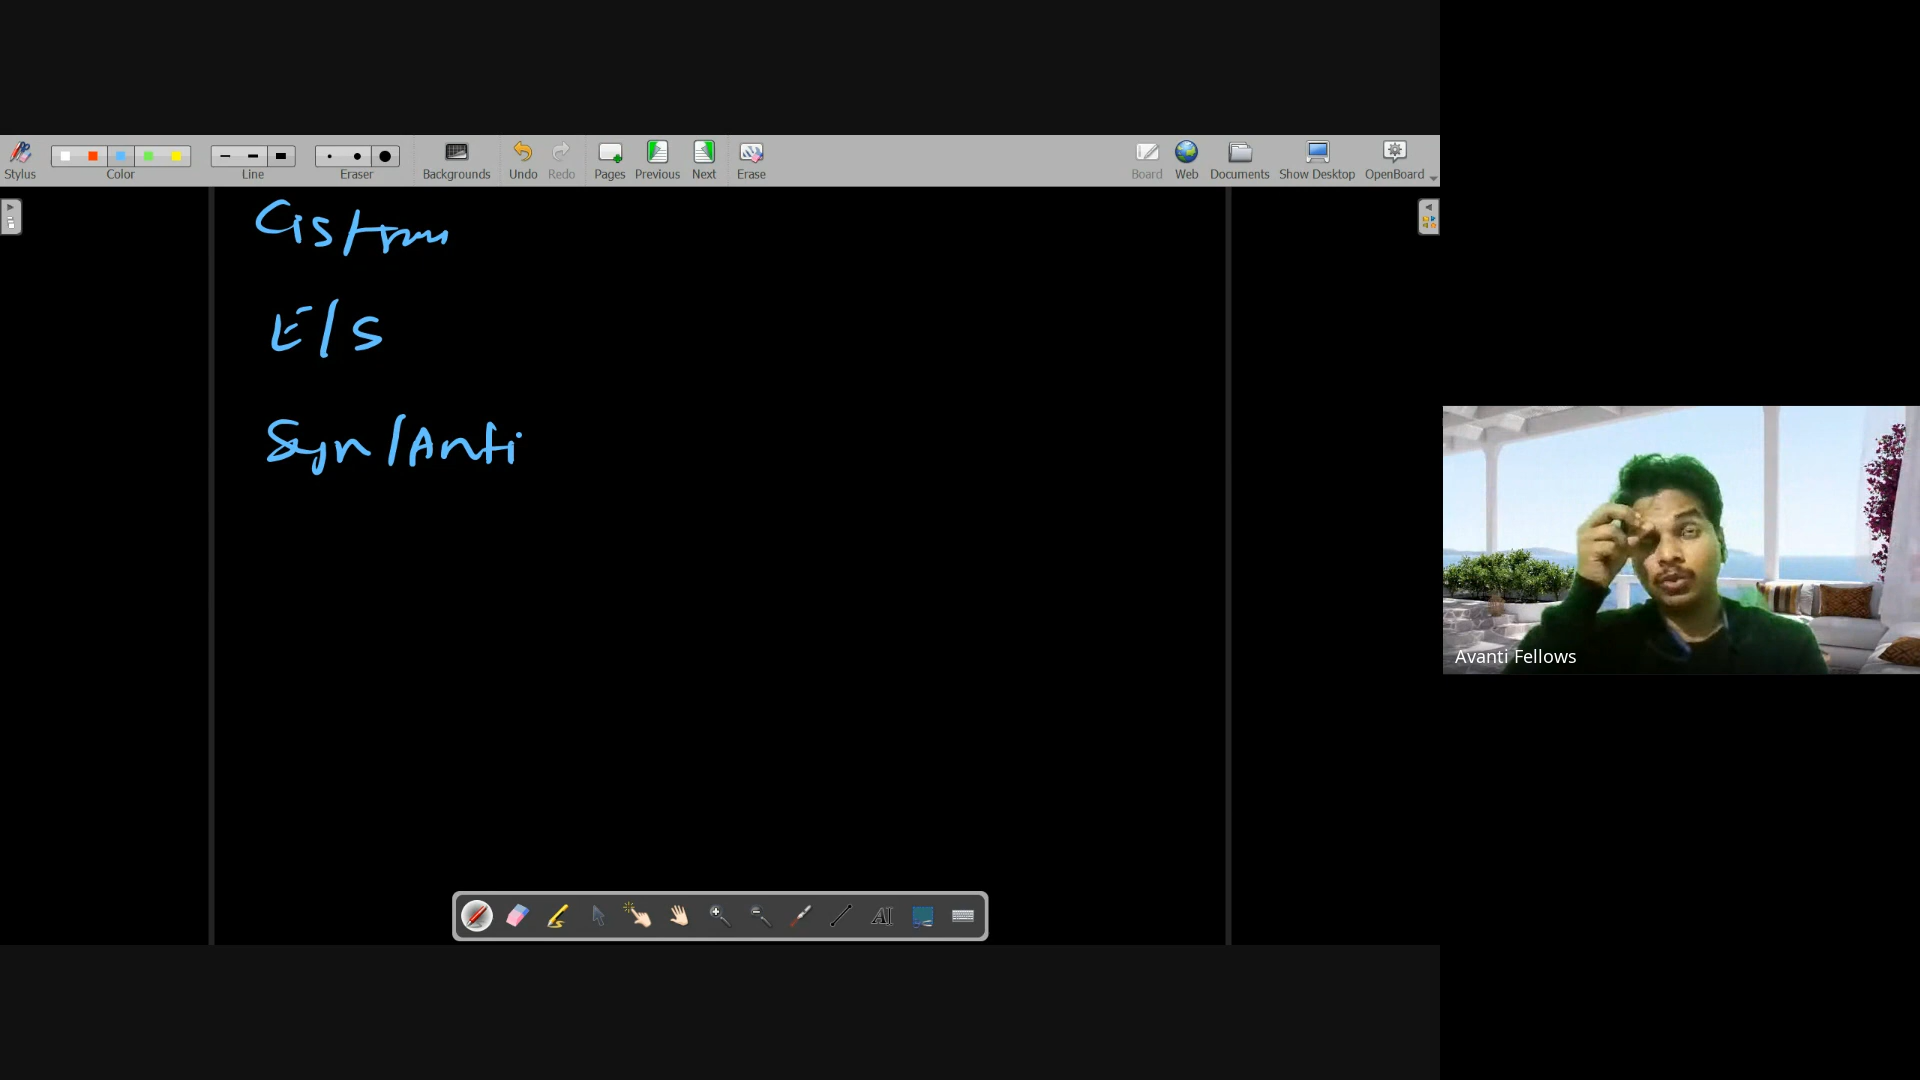 Stylus Color Line Eraser Backgrounds Undo Redo Pages Previous Next Erase Board Web Documents Show Desktop OpenBoard
Cis/trans
E/S
Syn/Anti
Avanti Fellows
AI